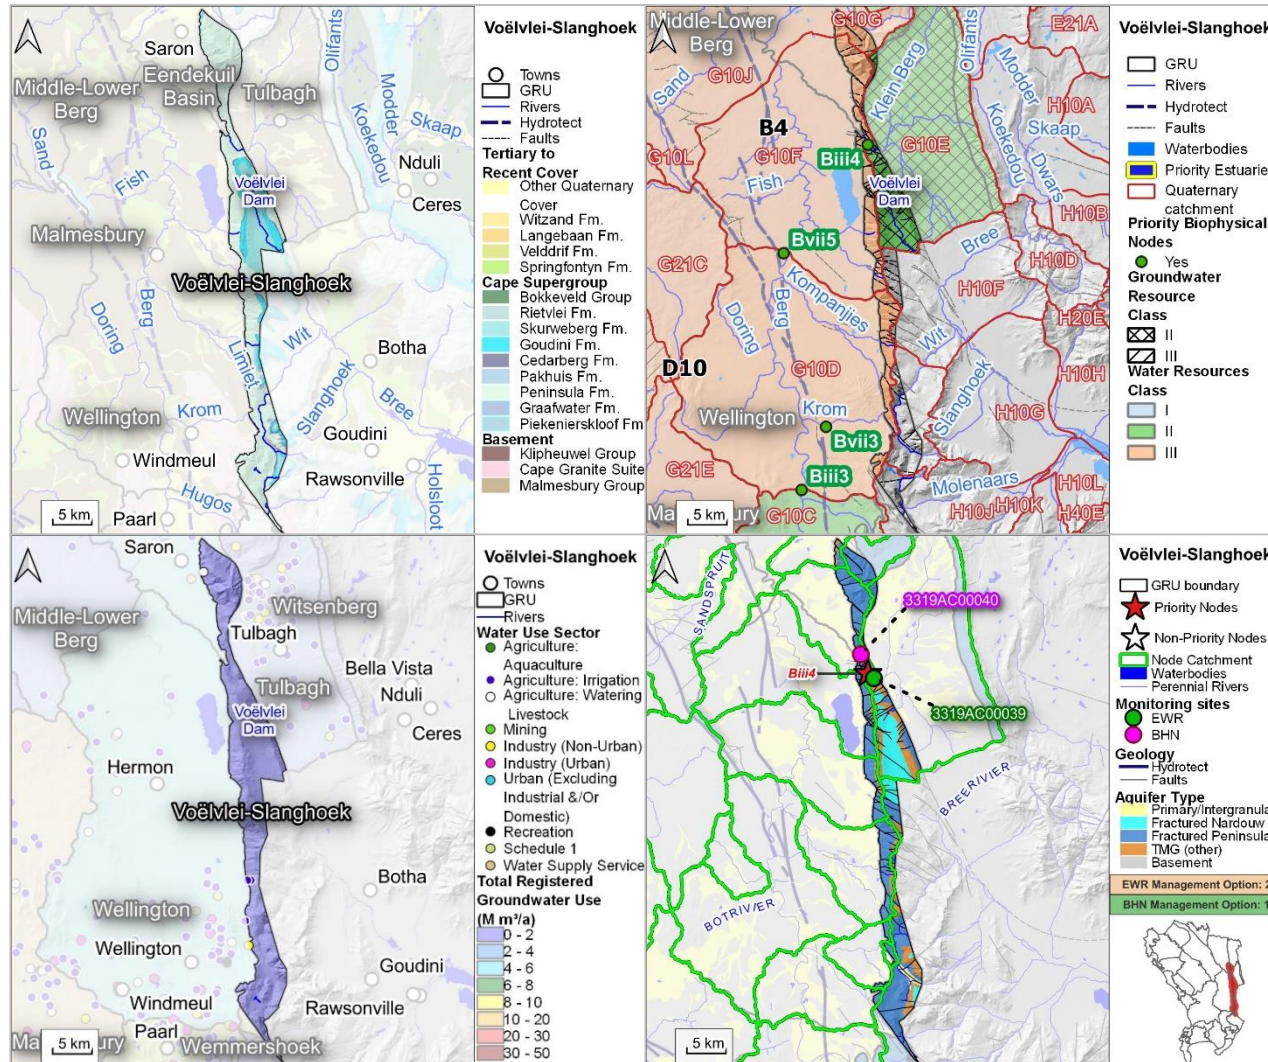 Saron
Middle-Lower
Berg
Eendekuil
Basin
Tulbagh
Olifants
Modder
Koekedou
Skaap
Sand
Fish
Nduli
Ceres
Voëlvlei
Dam
Malmesbury
Voëlvlei-Slanghoek
Berg
Doring
Limiet
Wit
Botha
Slanghoek
Bree
Wellington
Krom
Goudini
Windmeul
Rawsonville
Hugos
Holsloot
Paarl
5 km
Voëlvlei-Slanghoek
Towns
GRU
Rivers
Hydrotect
Faults
Tertiary to
Recent Cover
Other Quaternary
Cover
Witzand Fm.
Langebaan Fm.
Velddrif Fm.
Springfontyn Fm.
Cape Supergroup
Bokkeveld Group
Rietvlei Fm.
Skurweberg Fm.
Goudini Fm.
Cedarberg Fm.
Pakhuis Fm.
Peninsula Fm.
Graafwater Fm.
Piekenierskloof Fm
Basement
Klipheuwel Group
Cape Granite Suite
Malmesbury Group
Middle-Lower
Berg
G10G
E21A
G10J
Sand
Klein Berg
Olifants
Modder
H10A
Koekedou
Skaap
B4
G10L
G10F
Biii4
G10E
Dwars
Fish
Voëlvlei
Dam
H10B
Bvii5
Bree
H10D
G21C
Kompanjies
H10F
Berg
Doring
Wit
H20E
D10
G10D
H10H
Wellington
Krom
Slanghoek
H10G
Bvii3
G21E
Biii3
Molenaars
H10L
G10C
H10J
H10K
H40E
5 km
Voëlvlei-Slanghoek
GRU
Rivers
Hydrotect
Faults
Waterbodies
Priority Estuarie
Quaternary
catchment
Priority Biophysical
Nodes
Yes
Groundwater
Resource
Class
II
III
Water Resources
Class
I
II
III
Saron
Middle-Lower
Berg
Witsenberg
Tulbagh
Bella Vista
Tulbagh
Nduli
Voëlvlei
Dam
Ceres
Hermon
Voëlvlei-Slanghoek
Botha
Wellington
Wellington
Goudini
Windmeul
Rawsonville
Paarl
Wemmershoek
5 km
Voëlvlei-Slanghoek
Towns
GRU
Rivers
Water Use Sector
Agriculture:
Aquaculture
Agriculture: Irrigation
Agriculture: Watering
Livestock
Mining
Industry (Non-Urban)
Industry (Urban)
Urban (Excluding
Industrial &/Or
Domestic)
Recreation
Schedule 1
Water Supply Service
Total Registered
Groundwater Use
(M m³/a)
0 - 2
2 - 4
4 - 6
6 - 8
8 - 10
10 - 20
20 - 30
30 - 50
SANDSPRUIT
3319AC00040
Biii4
3319AC00039
BREERIVIER
BOTRIVIER
5 km
Voëlvlei-Slanghoek
GRU boundary
Priority Nodes
Non-Priority Nodes
Node Catchment
Waterbodies
Perennial Rivers
Monitoring sites
EWR
BHN
Geology
Hydrotect
Faults
Aquifer Type
Primary/Intergranula
Fractured Nardouw
Fractured Peninsula
TMG (other)
Basement
EWR Management Option: 2
BHN Management Option: 1